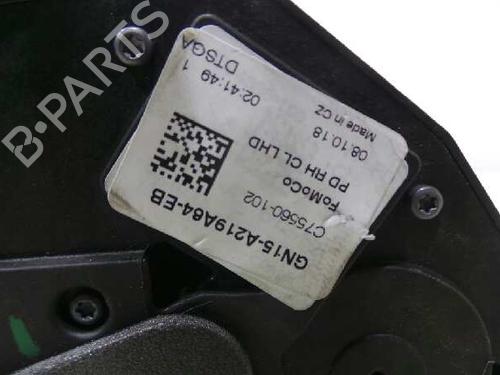 GN15-A219A84-EB
C75560-102
FoMoCo
PD RH CL LHD
08.10.18
Made in CZ
02:41:49 1
DTSGA
B-PARTS